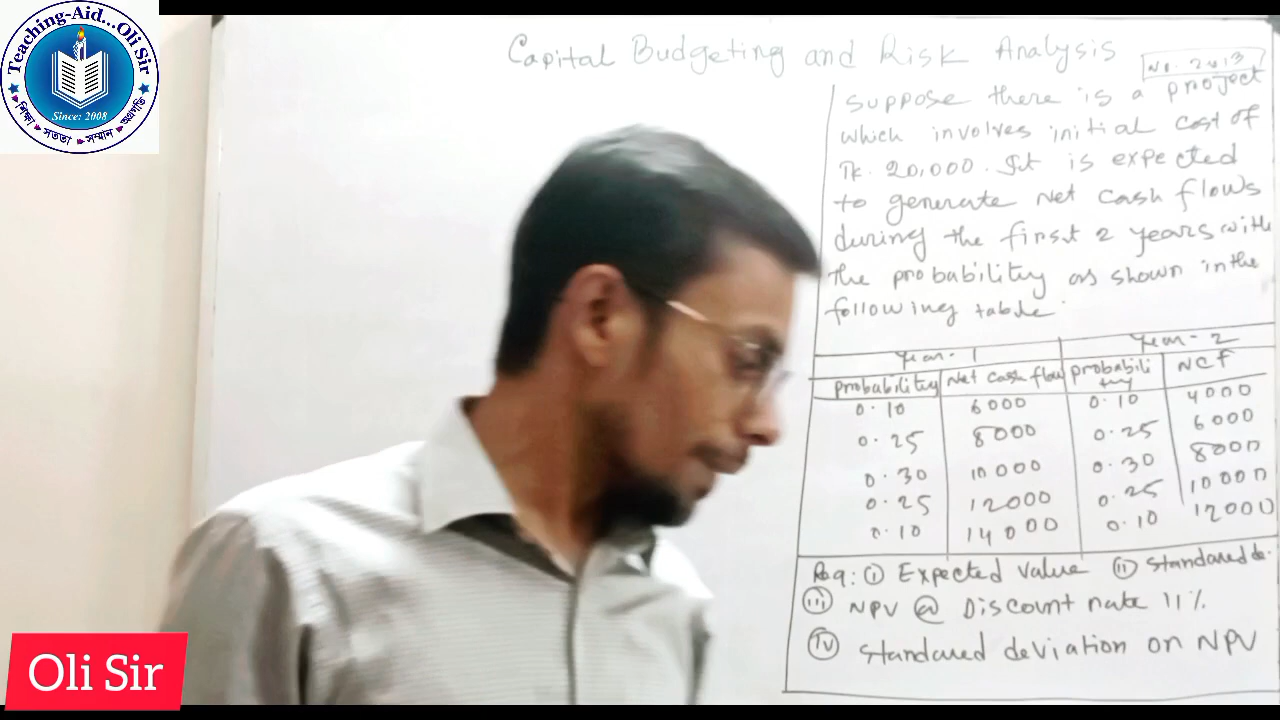 Teaching-Aid...Oli Sir
Since: 2008
শিক্ষা সততা সম্মান অগ্রগতি
Capital Budgeting and Risk Analysis
NU. 2013
Suppose there is a project
which involves initial cost of
Tk. 20,000. It is expected
to generate Net cash flows
during the first 2 years with
the probability as shown in the
following table.
Year-1 Year-2
probability Net cash flow probability NCF
0.10 6000 0.10 4000
0.25 8000 0.25 6000
0.30 10000 0.30 8000
0.25 12000 0.25 10000
0.10 14000 0.10 12000
Req: i Expected value ii Standared de.
iii NPV @ Discount rate 11%
iv Standared deviation on NPV
Oli Sir